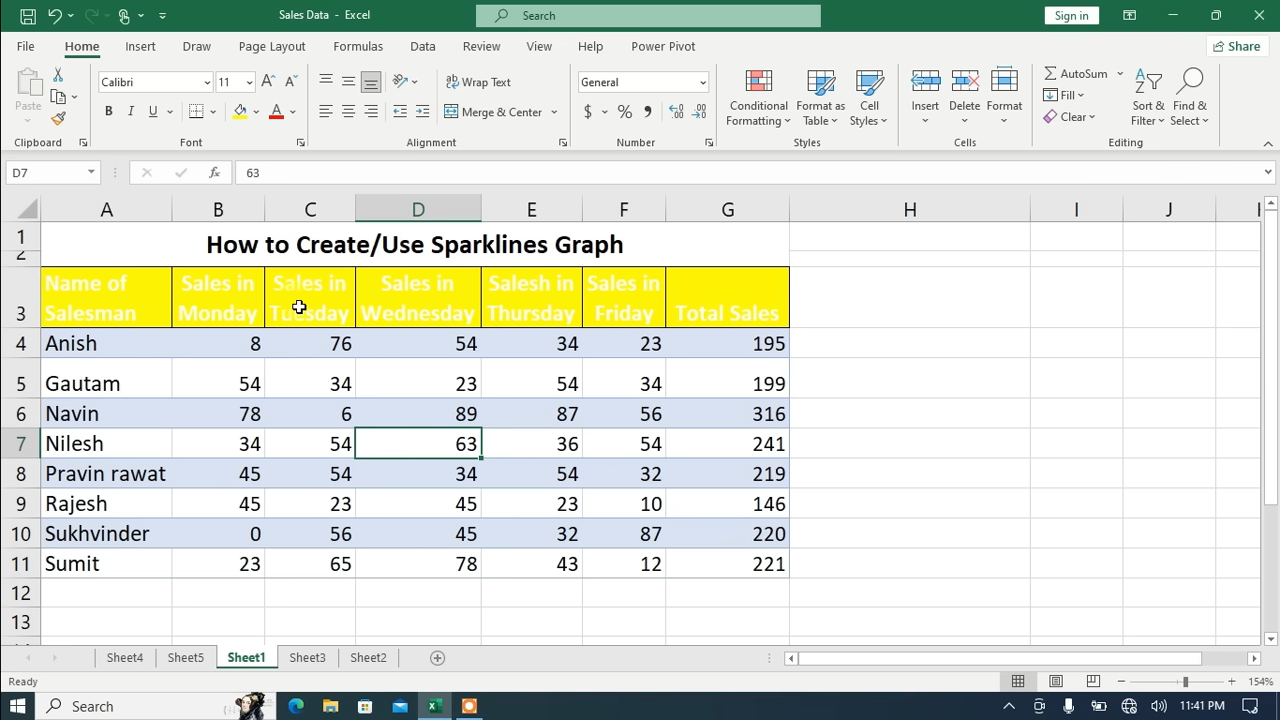 Sales Data - Excel
Search
Sign in
File Home Insert Draw Page Layout Formulas Data Review View Help Power Pivot
Share
Paste
Calibri 11
Wrap Text
General
Merge & Center
Conditional Formatting
Format as Table
Cell Styles
Insert
Delete
Format
AutoSum
Fill
Clear
Sort & Filter
Find & Select
Clipboard Font Alignment Number Styles Cells Editing
D7 fx 63
A B C D E F G H I J
1 How to Create/Use Sparklines Graph
2
3 Name of Salesman Sales in Monday Sales in Tuesday Sales in Wednesday Salesh in Thursday Sales in Friday Total Sales
4 Anish 8 76 54 34 23 195
5 Gautam 54 34 23 54 34 199
6 Navin 78 6 89 87 56 316
7 Nilesh 34 54 63 36 54 241
8 Pravin rawat 45 54 34 54 32 219
9 Rajesh 45 23 45 23 10 146
10 Sukhvinder 0 56 45 32 87 220
11 Sumit 23 65 78 43 12 221
12
13
Sheet4 Sheet5 Sheet1 Sheet3 Sheet2
Ready
154%
Search
11:41 PM